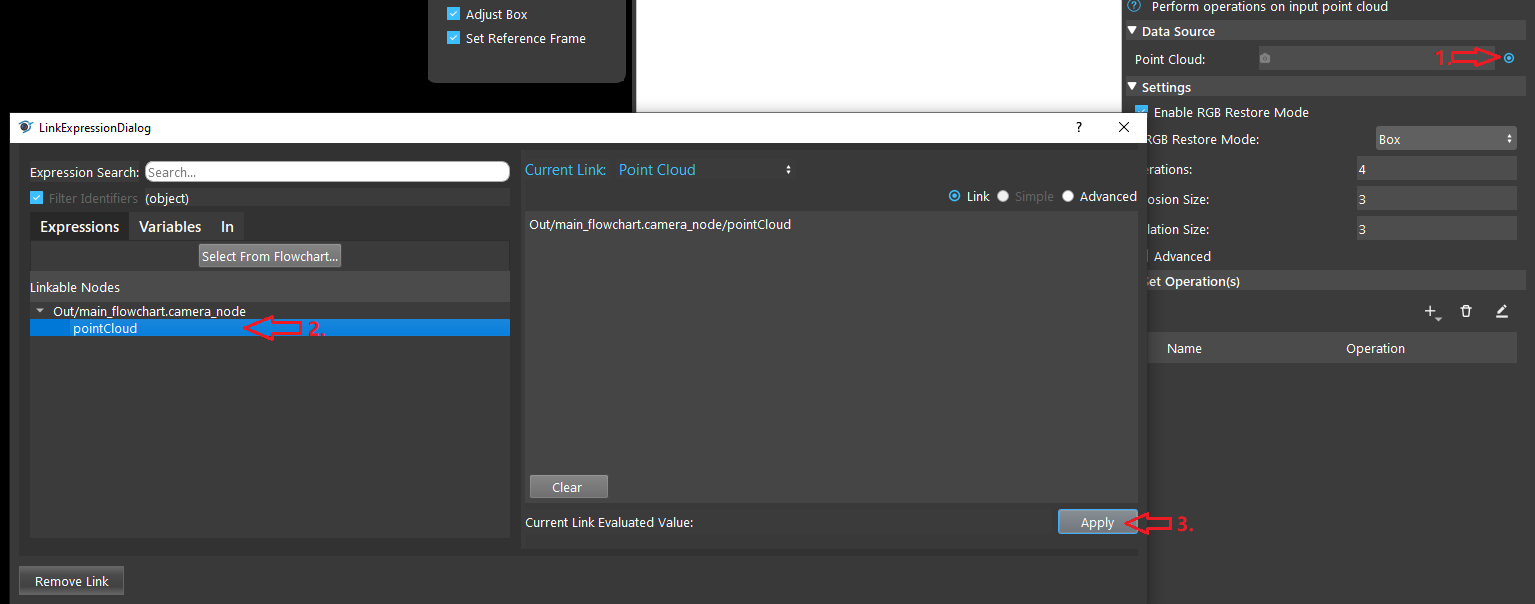 Adjust Box
Set Reference Frame
Perform operations on input point cloud
Data Source
Point Cloud:
1.
Settings
Enable RGB Restore Mode
RGB Restore Mode:
Box
erations:
4
osion Size:
3
lation Size:
3
Advanced
et Operation(s)
Name
Operation
LinkExpressionDialog
?
Expression Search:
Search...
Filter Identifiers
(object)
Expressions
Variables
In
Select From Flowchart...
Linkable Nodes
Out/main_flowchart.camera_node
pointCloud
2.
Current Link:
Point Cloud
Link
Simple
Advanced
Out/main_flowchart.camera_node/pointCloud
Clear
Current Link Evaluated Value:
Apply
3.
Remove Link